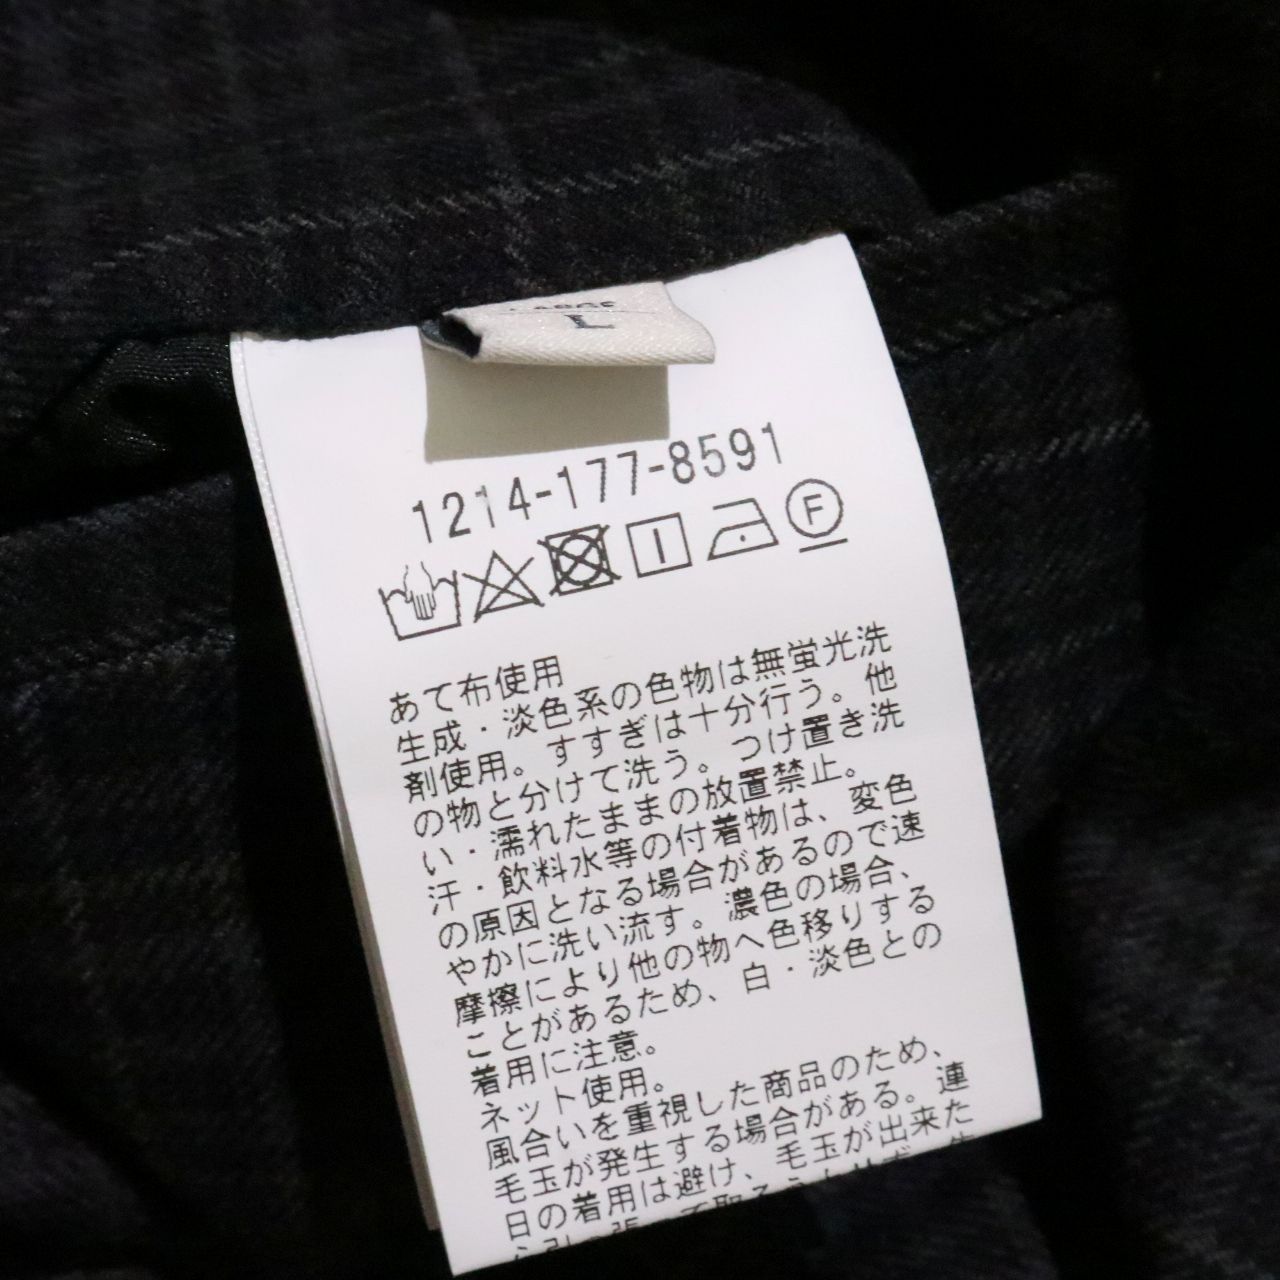 L
1214-177-8591
F
あて布使用
生成・淡色系の色物は無蛍光洗
剤使用。すすぎは十分行う。他
の物と分けて洗う。つけ置き洗
い・濡れたままの放置禁止。
汗・飲料水等の付着物は、変色
の原因となる場合があるので速
やかに洗い流す。濃色の場合、
摩擦により他の物へ色移りする
ことがあるため、白・淡色との
着用に注意。
ネット使用。
風合いを重視した商品のため、
毛玉が発生する場合がある。連
日の着用は避け、毛玉が出来た